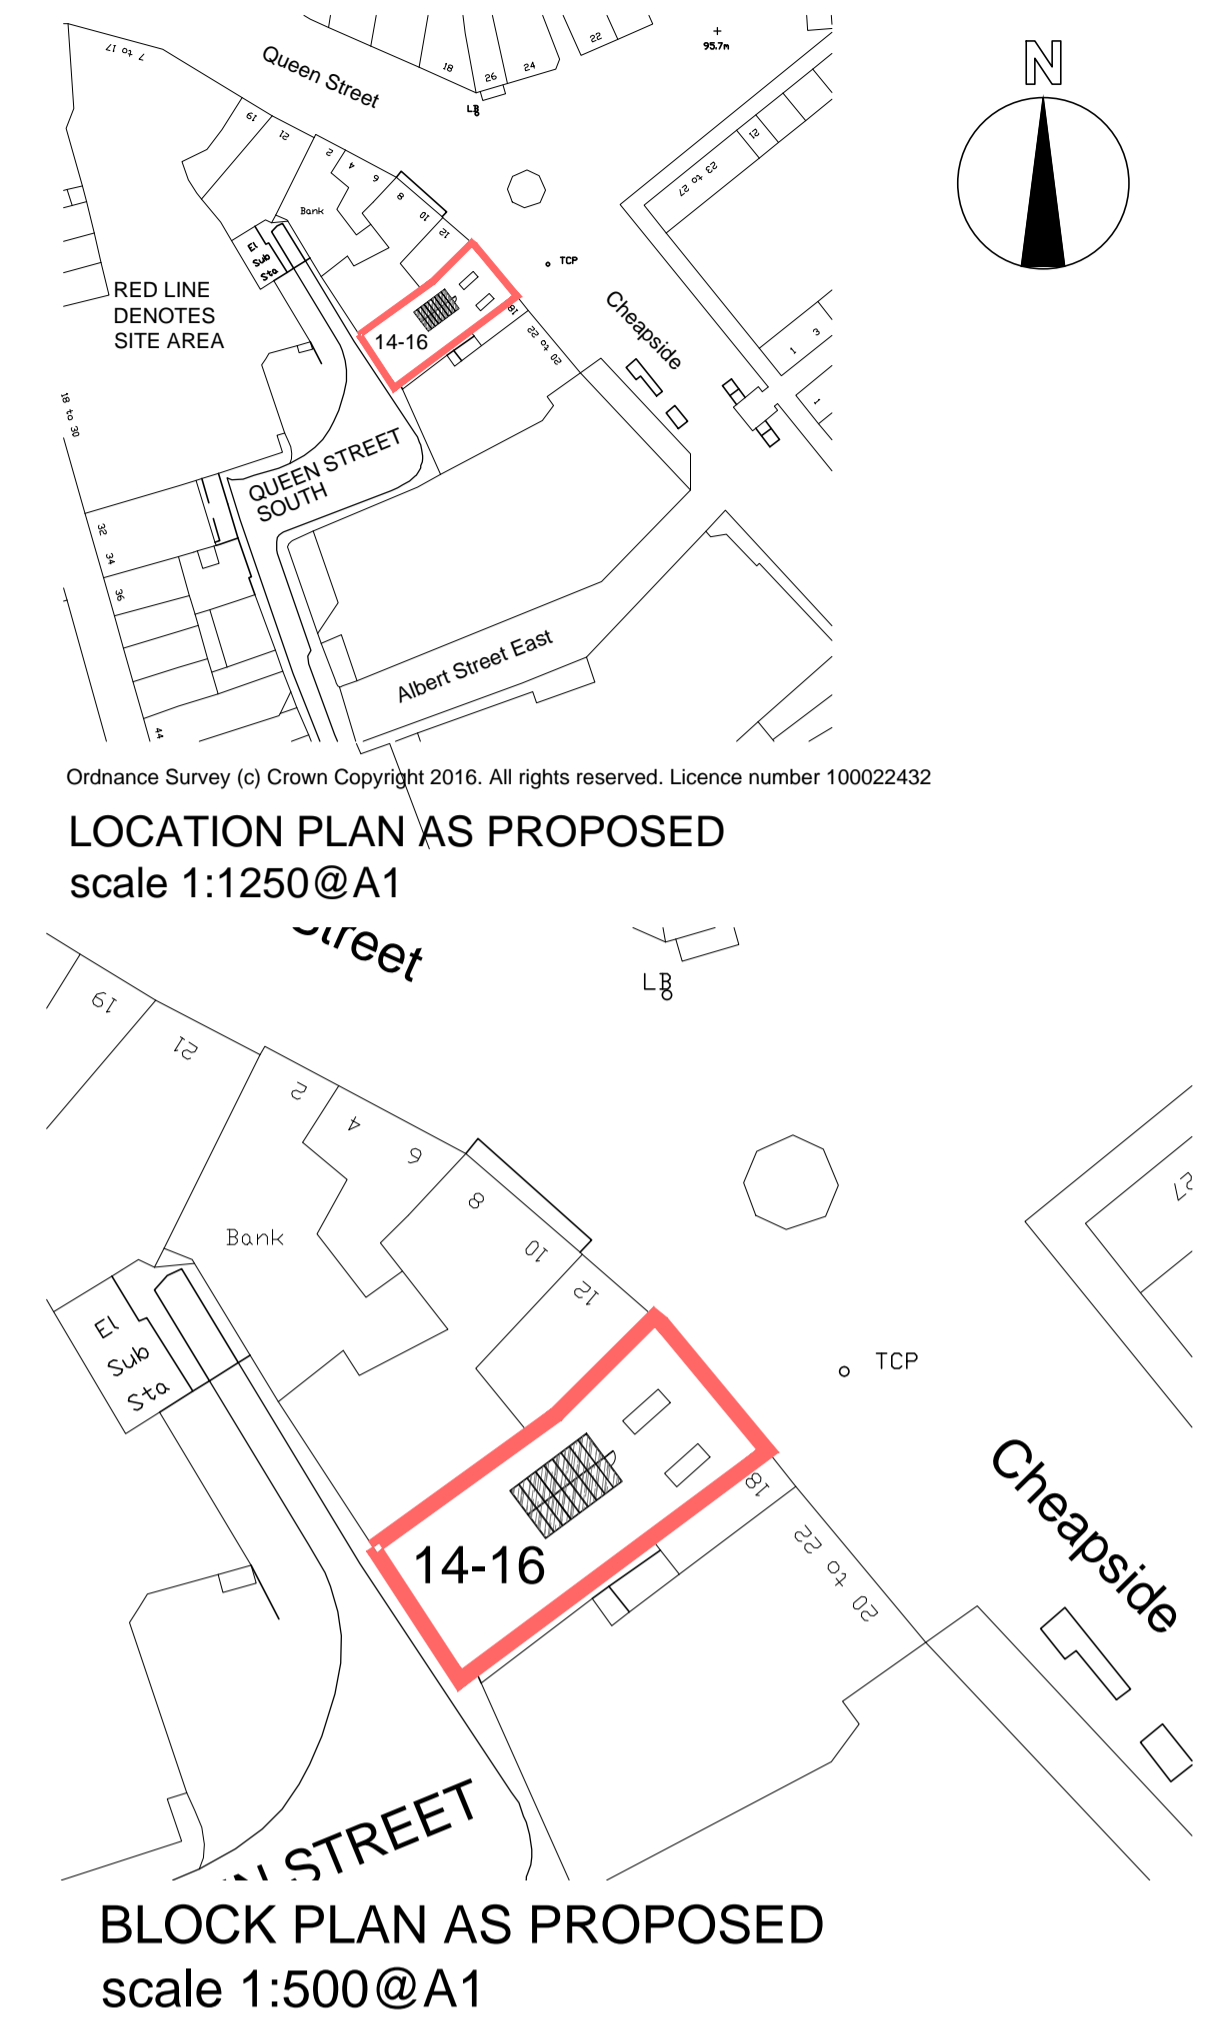 7 to 17
Queen Street
18
26
24
22
95.7m
N
LB
19
21
2
4
6
8
10
12
Bank
El
Sub
Sta
TCP
23 to 27
21
RED LINE
DENOTES
SITE AREA
14-16
18
20 to 22
Cheapside
1
3
1
18 to 30
QUEEN STREET
SOUTH
32
34
36
44
Albert Street East
Ordnance Survey (c) Crown Copyright 2016. All rights reserved. Licence number 100022432
LOCATION PLAN AS PROPOSED
scale 1:1250@A1
Street
LB
19
21
2
4
6
8
10
12
27
Bank
El
Sub
Sta
TCP
14-16
18
20 to 22
Cheapside
N STREET
BLOCK PLAN AS PROPOSED
scale 1:500@A1